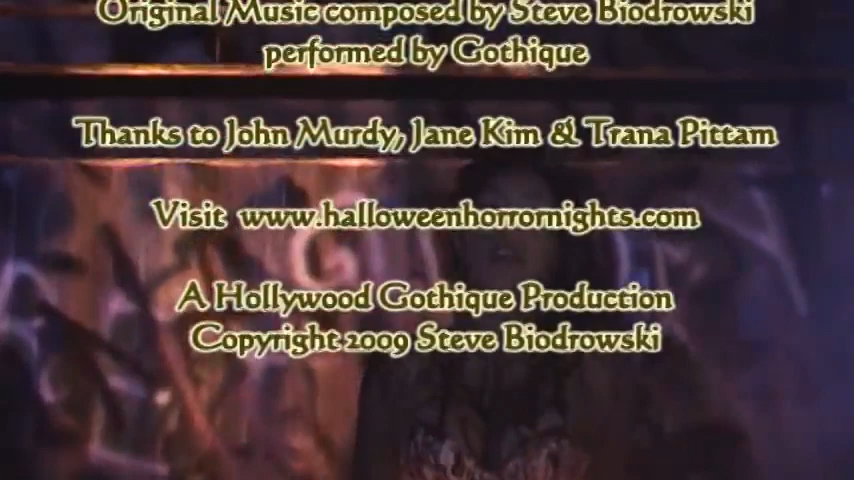 Original Music composed by Steve Biodrowski
performed by Gothique
Thanks to John Murdy, Jane Kim & Trana Pittam
Visit www.halloweenhorrornights.com
A Hollywood Gothique Production
Copyright 2009 Steve Biodrowski